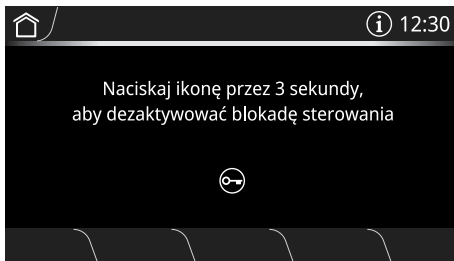 12:30
Naciskaj ikonę przez 3 sekundy,
aby dezaktywować blokadę sterowania